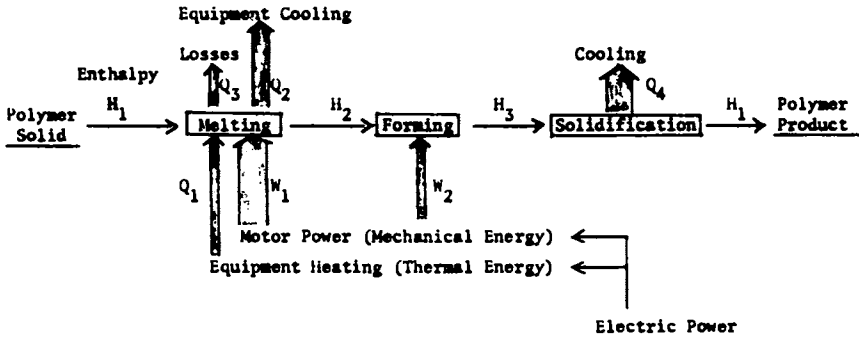 Equipment Cooling
Losses
Cooling
Enthalpy
Q3
Q2
Q4
Polymer Solid
H1
Melting
H2
Forming
H3
Solidification
H1
Polymer Product
Q1
W1
W2
Motor Power (Mechanical Energy)
Equipment Heating (Thermal Energy)
Electric Power